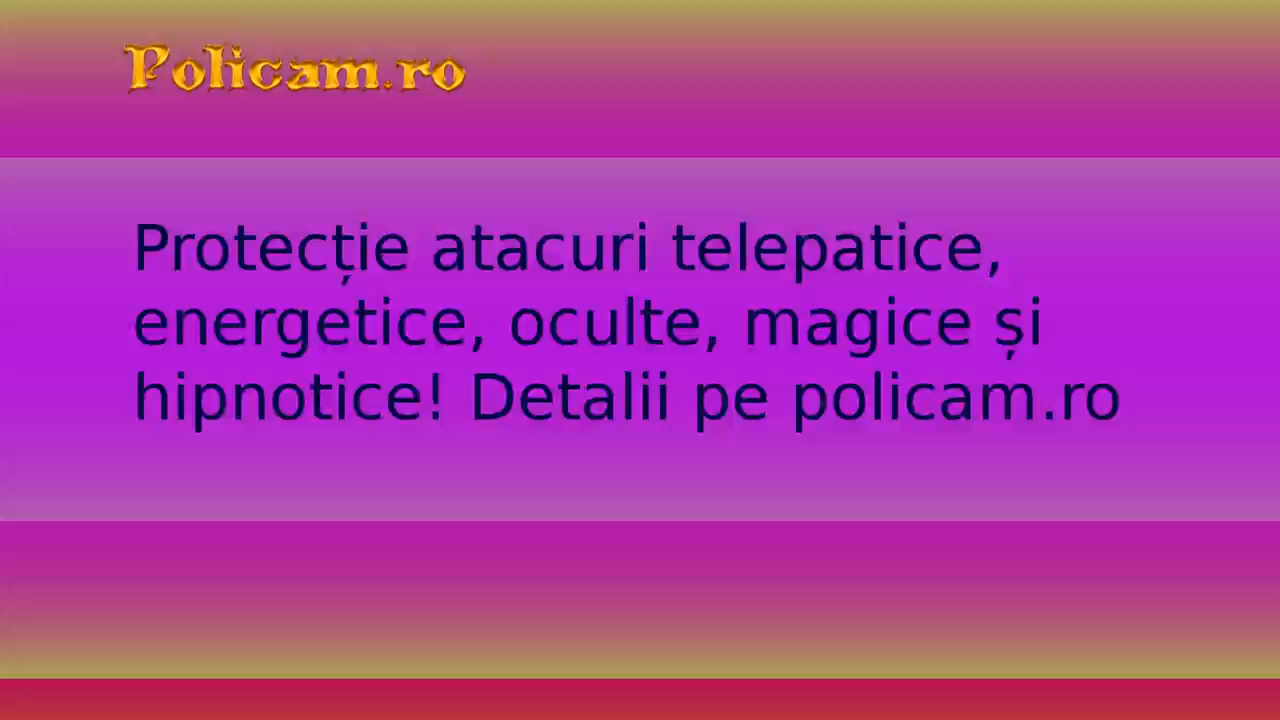 Policam.ro
Protecție atacuri telepatice,
energetice, oculte, magice și
hipnotice! Detalii pe policam.ro